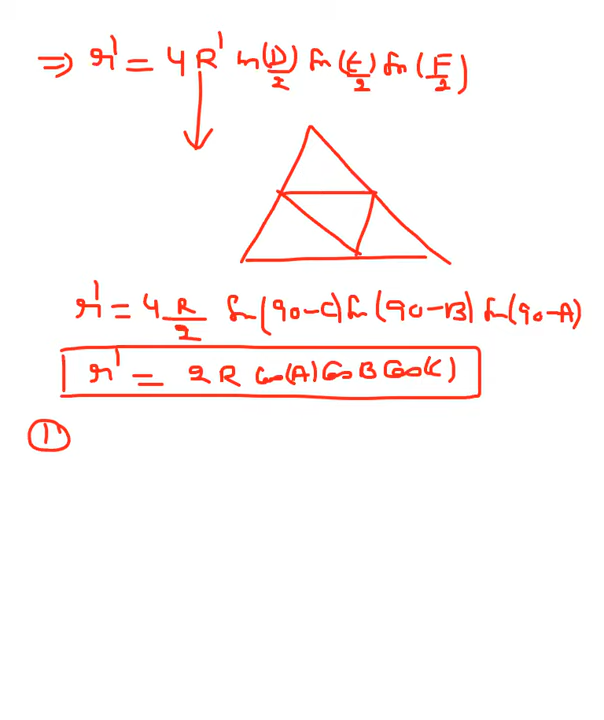 ⇒ r' = 4R' sin(D/2) sin(E/2) sin(F/2)
r' = 4 R/2 sin(90-C) sin(90-B) sin(90-A)
r' = 2R Cos(A) Cos B Cos(C)
①